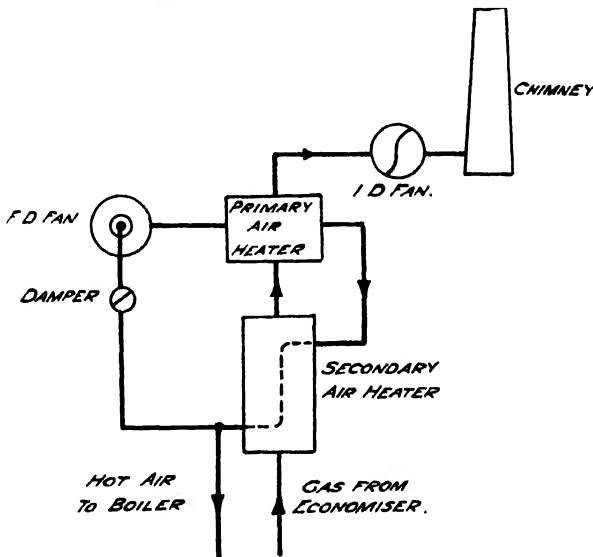 CHIMNEY
I D FAN.
F D FAN
PRIMARY
AIR
HEATER
DAMPER
SECONDARY
AIR HEATER
HOT AIR
TO BOILER
GAS FROM
ECONOMISER.